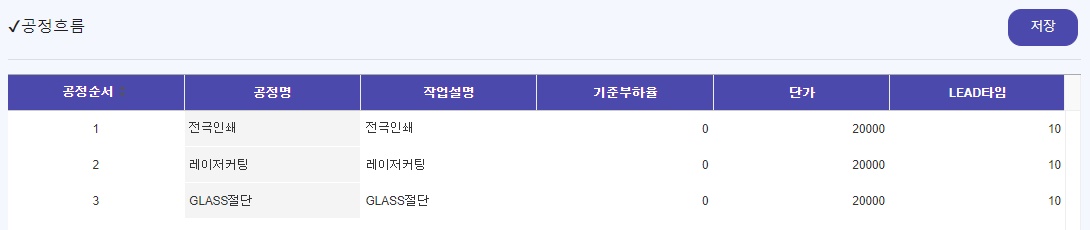 ✓공정흐름
저장
공정순서 공정명 작업설명 기준부하율 단가 LEAD타임
1 전극인쇄 전극인쇄 0 20000 10
2 레이저커팅 레이저커팅 0 20000 10
3 GLASS절단 GLASS절단 0 20000 10